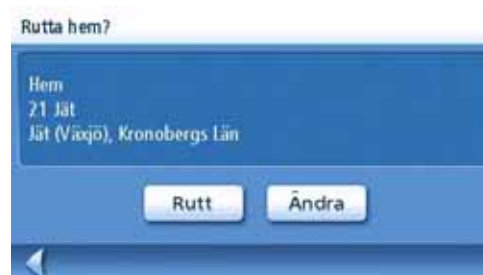 Rutta hem?
Hem
21 Jät
Jät (Växjö), Kronobergs Län
Rutt
Ändra